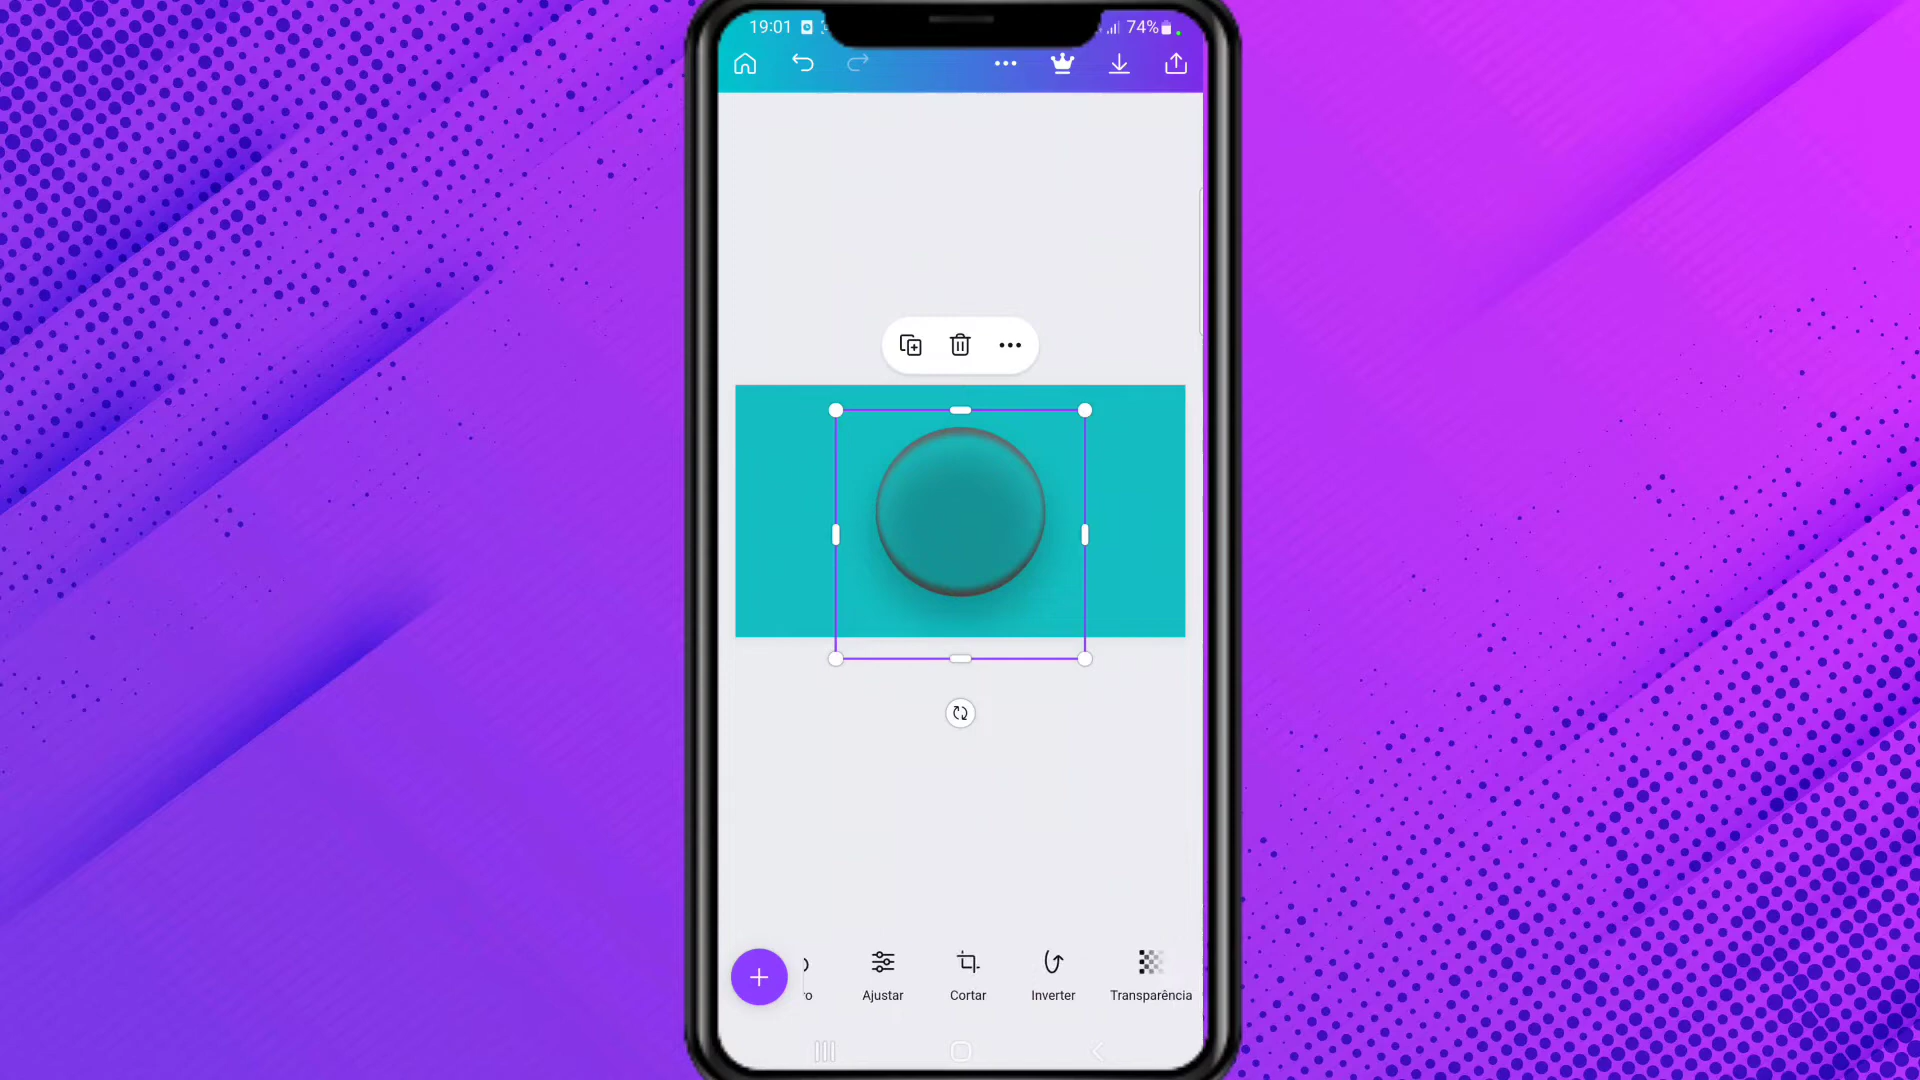 19:01
74%
o
Ajustar
Cortar
Inverter
Transparência